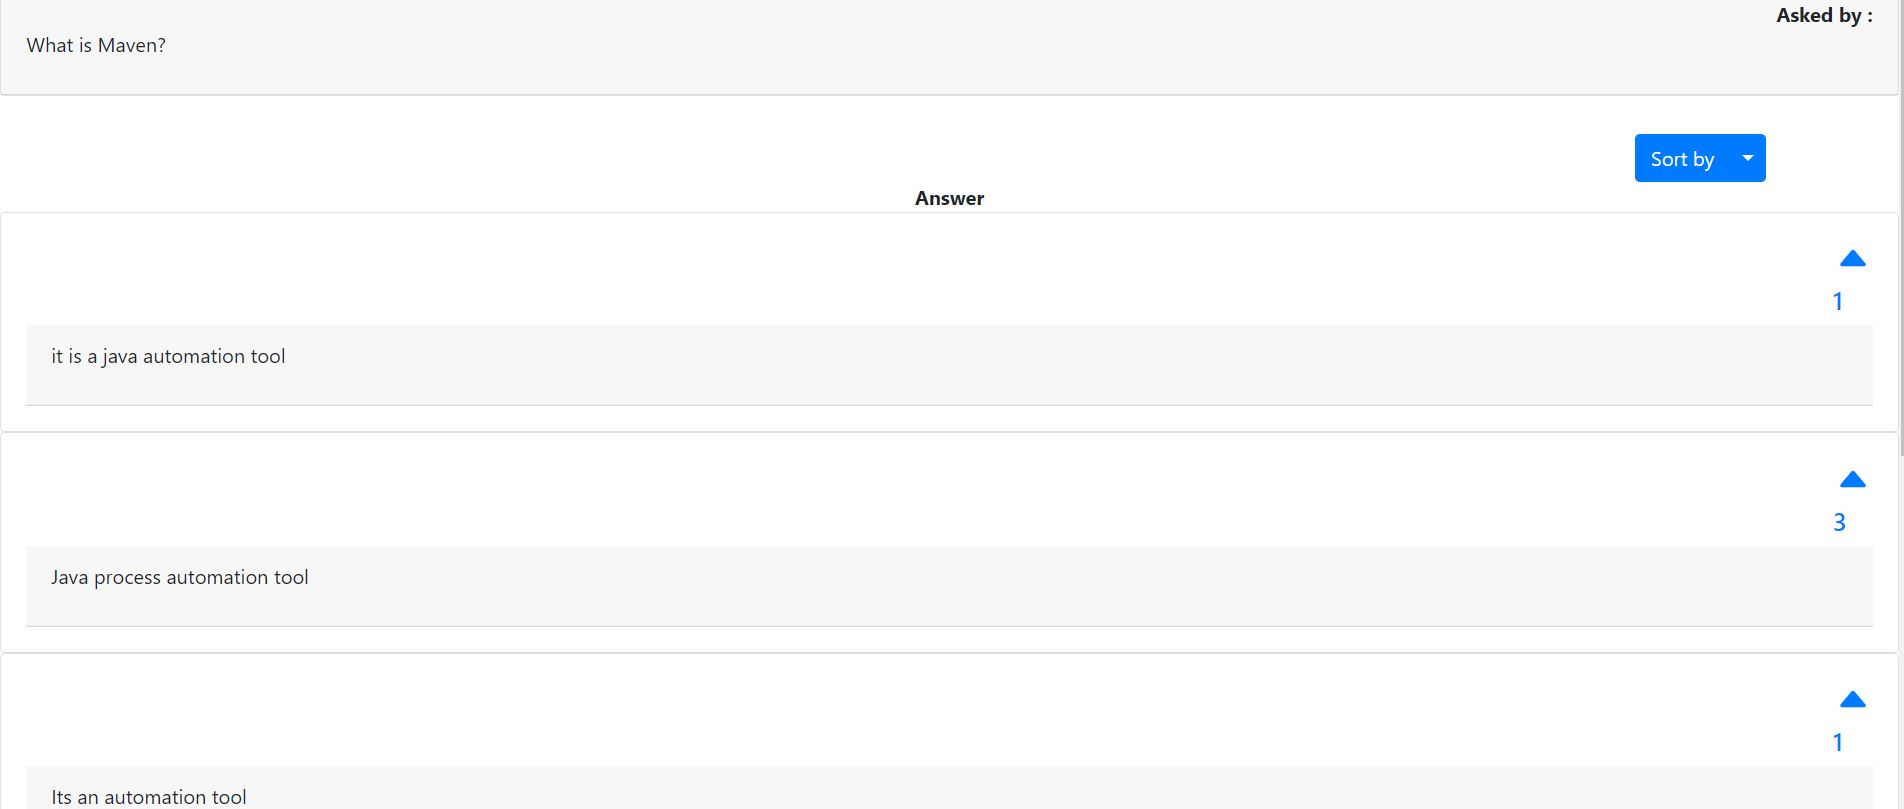 Asked by :
What is Maven?
Sort by
Answer
1
it is a java automation tool
3
Java process automation tool
1
Its an automation tool